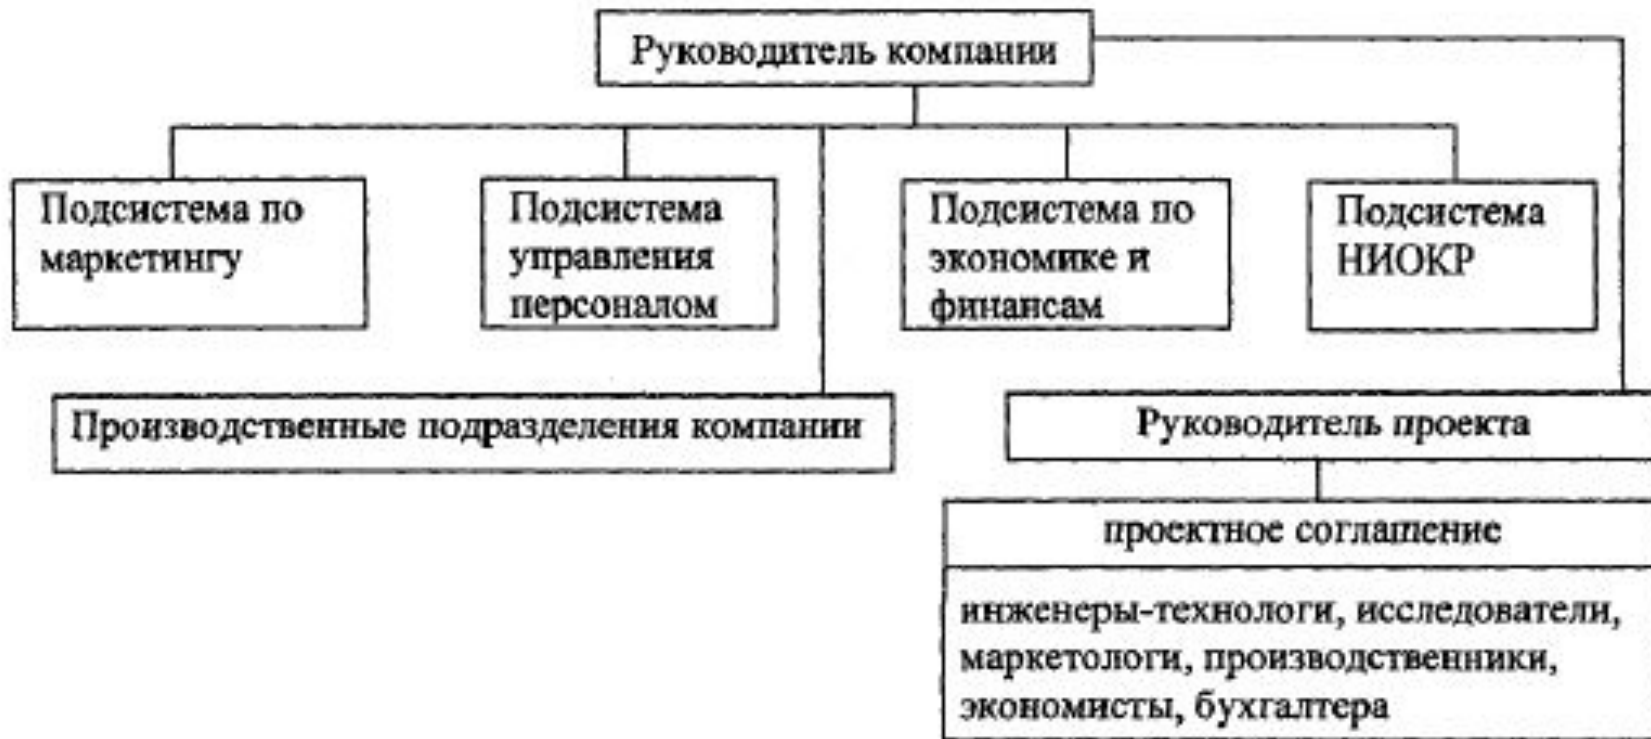 Руководитель компании
Подсистема по
маркетингу
Подсистема
управления
персоналом
Подсистема по
экономике и
финансам
Подсистема
НИОКР
Производственные подразделения компании
Руководитель проекта
проектное соглашение
инженеры-технологи, исследователи,
маркетологи, производственники,
экономисты, бухгалтера